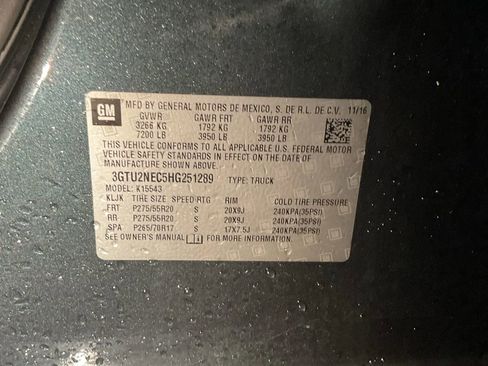 GM
MFD BY GENERAL MOTORS DE MEXICO, S. DE R.L. DE C.V. 11/16
GVWR GAWR FRT GAWR RR
3266 KG 1792 KG 1792 KG
7200 LB 3950 LB 3950 LB
THIS VEHICLE CONFORMS TO ALL APPLICABLE U.S. FEDERAL MOTOR
VEHICLE SAFETY STANDARDS IN EFFECT ON THE DATE OF
MANUFACTURE SHOWN ABOVE.
3GTU2NEC5HG251289 TYPE: TRUCK
MODEL: K15543
KLJK TIRE SIZE SPEED RTG RIM COLD TIRE PRESSURE
FRT P275/55R20 S 20X9J 240KPA(35PSI)
RR P275/55R20 S 20X9J 240KPA(35PSI)
SPA P265/70R17 S 17X7.5J 240KPA(35PSI)
SEE OWNER'S MANUAL FOR MORE INFORMATION.